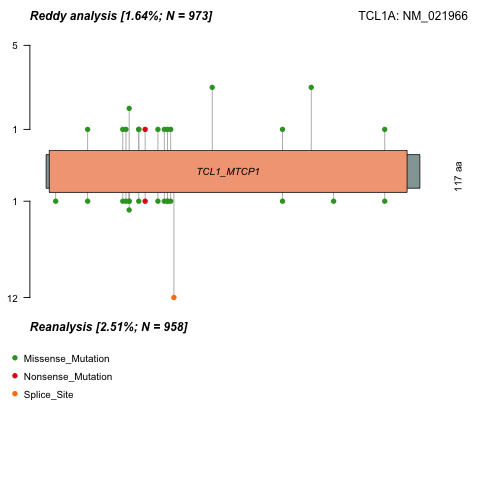 Reddy analysis [1.64%; N = 973]
TCL1A: NM_021966
5
1
TCL1_MTCP1
117 aa
1
12
Reanalysis [2.51%; N = 958]
Missense_Mutation
Nonsense_Mutation
Splice_Site